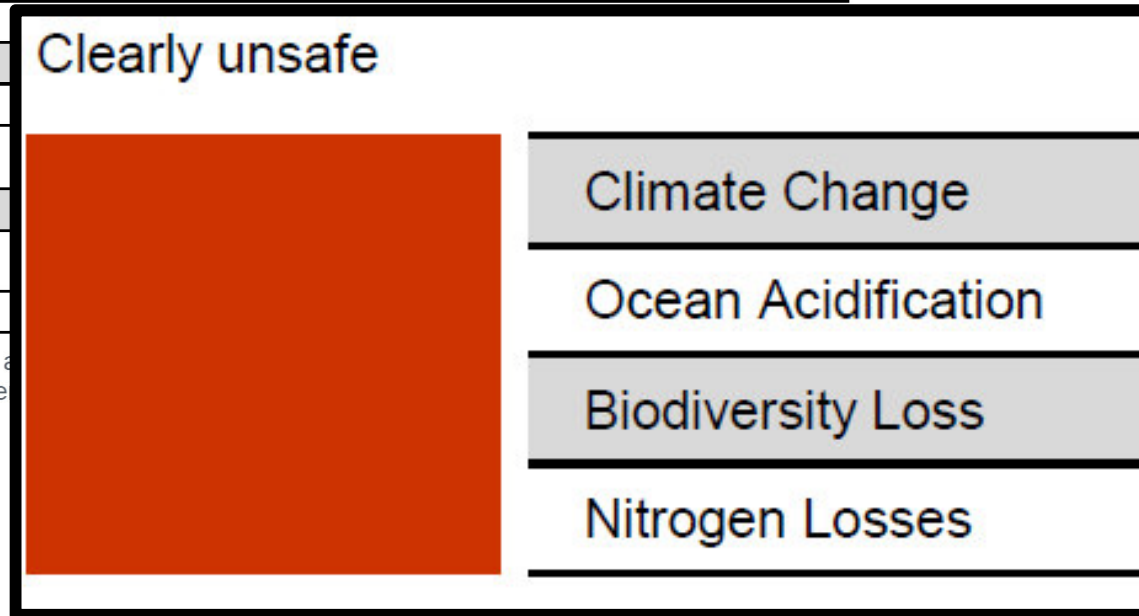 Clearly unsafe
Climate Change
Ocean Acidification
Biodiversity Loss
Nitrogen Losses